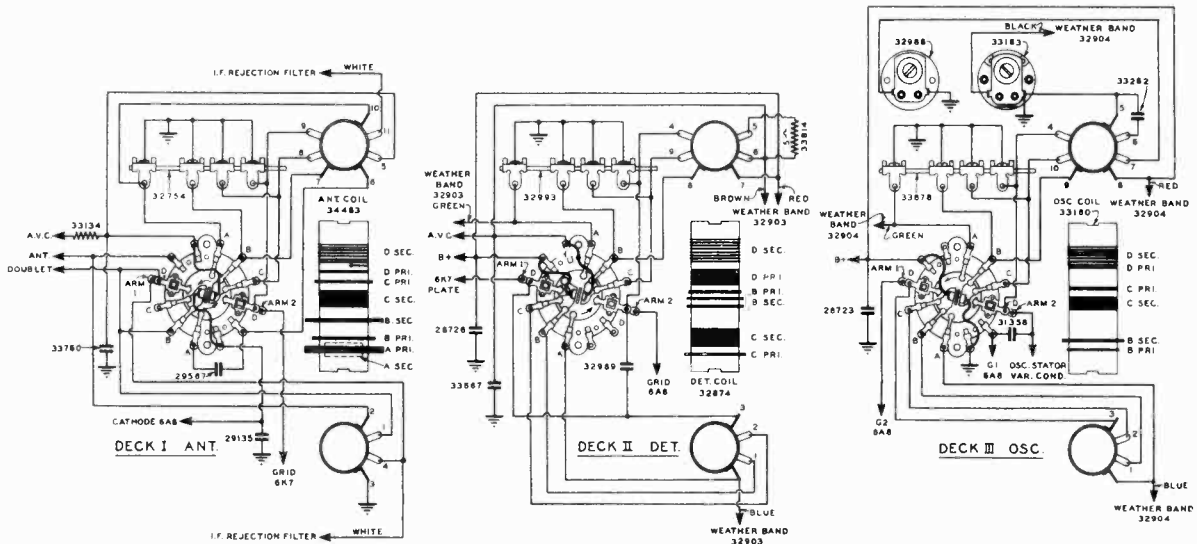 WHITE
I.F. REJECTION FILTER
10
9
11
8
5
7
6
32754
ANT. COIL
34463
33134
A.V.C.
ANT.
DOUBLET
A
B
C
D
ARM 1
ARM 2
D
C
B
A
D SEC.
D PRI.
C PRI.
C SEC.
B SEC.
B PRI.
A PRI.
A SEC.
33760
29587
CATHODE 6A8
29135
DECK I ANT.
GRID
6K7
2
1
4
3
I.F. REJECTION FILTER
WHITE
4
5
9
6
8
7
33814
WEATHER
BAND
32903
GREEN
32993
BROWN
RED
WEATHER BAND
32903
A.V.C.
B+
6K7
PLATE
ARM 1
A
B
C
D
ARM 2
D
C
B
A
D SEC.
D PRI.
B PRI.
B SEC.
C SEC.
C PRI.
28726
33667
32989
GRID
6A8
DET. COIL
32874
DECK II DET.
3
2
1
BLUE
WEATHER BAND
32903
BLACK
WEATHER BAND
32904
32988
33183
33282
RED
WEATHER BAND
32904
4
5
6
10
7
9
8
33878
OSC COIL
33180
RED
WEATHER BAND
32904
WEATHER
BAND
32904
GREEN
B+
ARM 1
A
B
C
D
ARM 2
D
C
B
A
D SEC.
D PRI.
C PRI.
C SEC.
B SEC.
B PRI.
28723
31358
G1
6A8
OSC. STATOR
VAR. COND.
G2
6A8
DECK III OSC.
3
2
1
BLUE
WEATHER BAND
32904